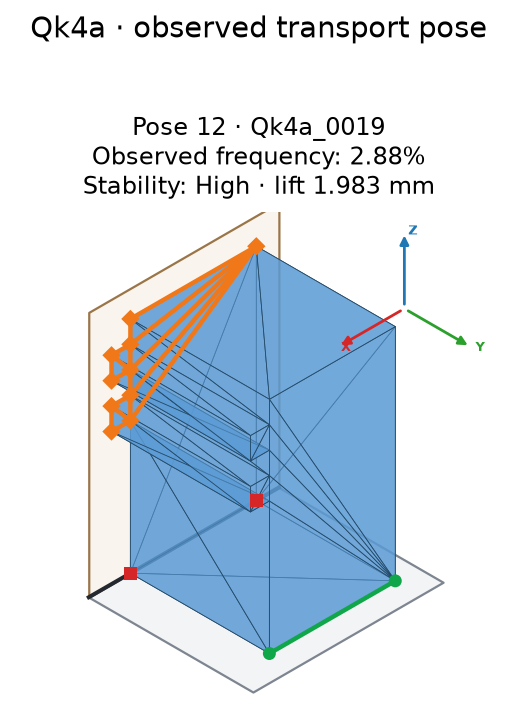 Qk4a · observed transport pose
Pose 12 · Qk4a_0019
Observed frequency: 2.88%
Stability: High · lift 1.983 mm
Z
X
Y